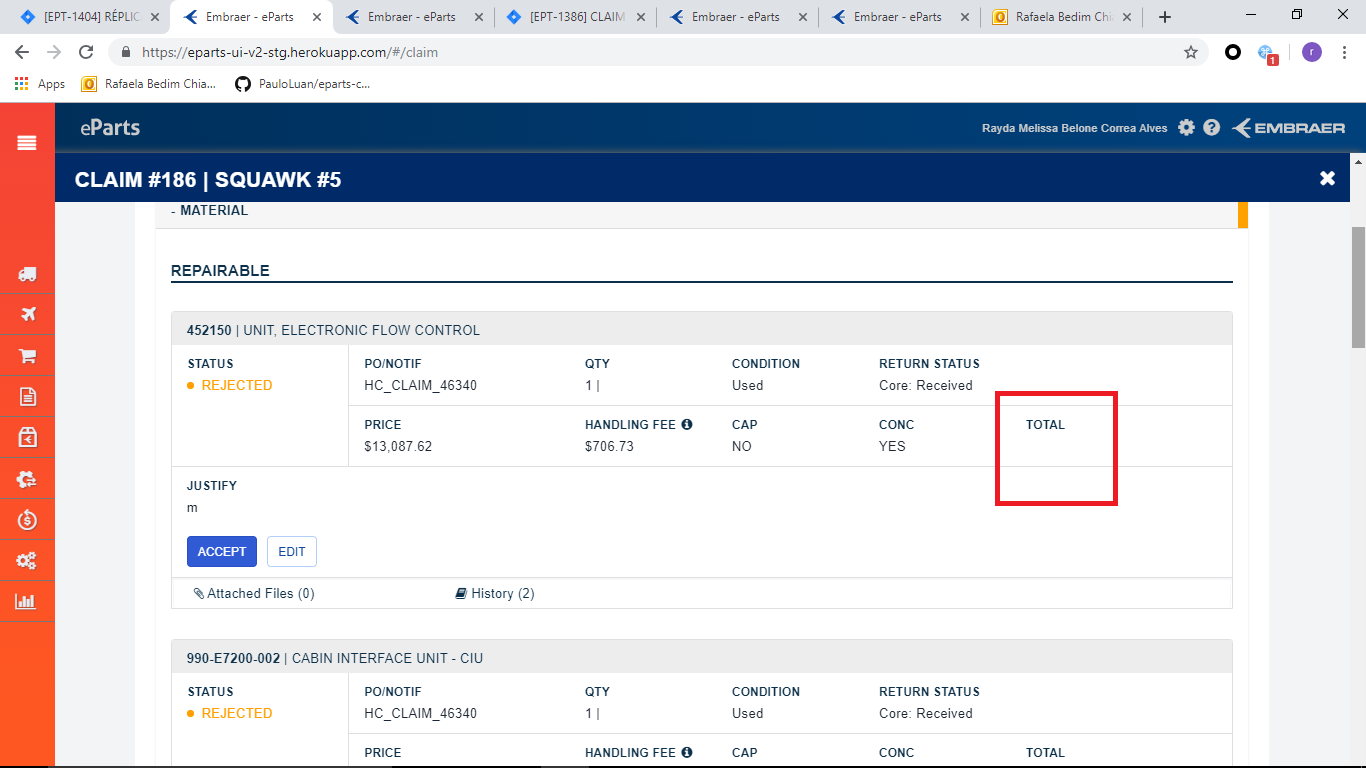 [EPT-1404] RÉPLIC
Embraer - eParts
Embraer - eParts
[EPT-1386] CLAIM
Embraer - eParts
Embraer - eParts
Rafaela Bedim Chia
https://eparts-ui-v2-stg.herokuapp.com/#/claim
1
r
Apps
Rafaela Bedim Chia...
PauloLuan/eparts-c...
eParts
Rayda Melissa Belone Correa Alves
EMBRAER
CLAIM #186 | SQUAWK #5
- MATERIAL
REPAIRABLE
452150 | UNIT, ELECTRONIC FLOW CONTROL
STATUS PO/NOTIF QTY CONDITION RETURN STATUS
REJECTED HC_CLAIM_46340 1 | Used Core: Received
PRICE HANDLING FEE CAP CONC TOTAL
$13,087.62 $706.73 NO YES
JUSTIFY
m
ACCEPT EDIT
Attached Files (0) History (2)
990-E7200-002 | CABIN INTERFACE UNIT - CIU
STATUS PO/NOTIF QTY CONDITION RETURN STATUS
REJECTED HC_CLAIM_46340 1 | Used Core: Received
PRICE HANDLING FEE CAP CONC TOTAL